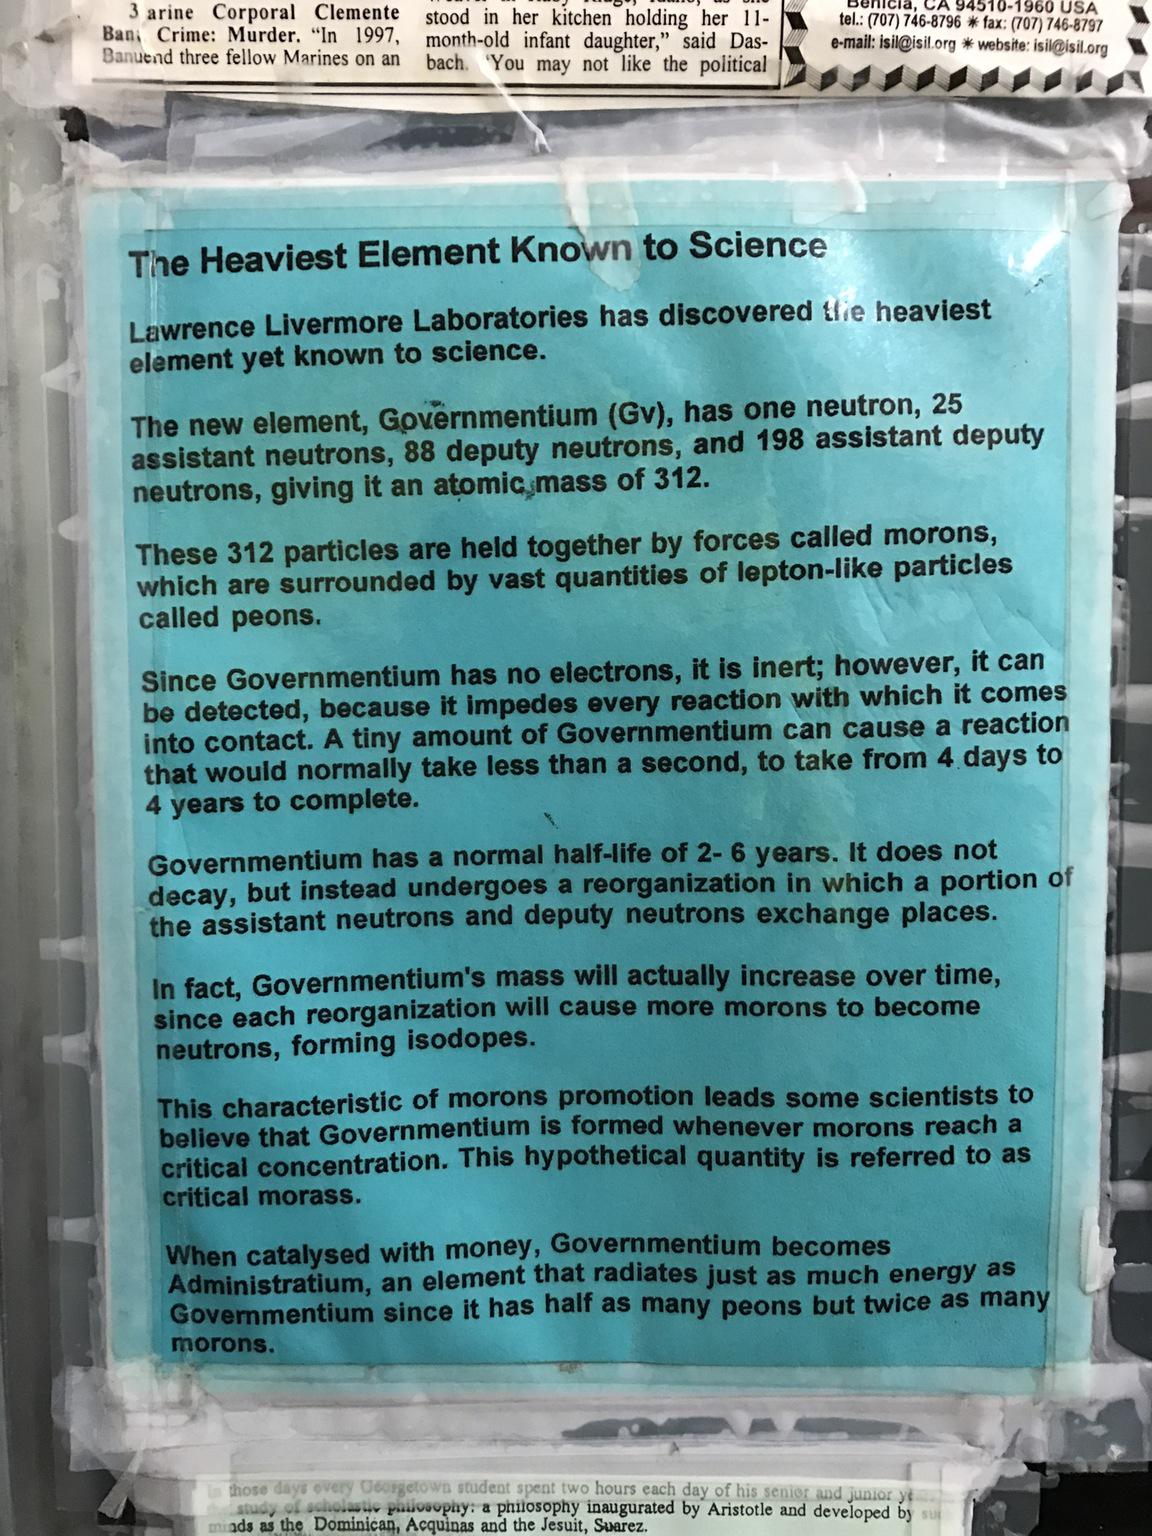 3 arine Corporal Clemente
Crime: Murder. “In 1997,
end three fellow Marines on an
stood in her kitchen holding her 11-
month-old infant daughter,” said Das-
bach. “You may not like the political
Benicia, CA 94510-1960 USA
tel.: (707) 746-8796 ✳ fax: (707) 746-8797
e-mail: isil@isil.org ✳ website: isil@isil.org
The Heaviest Element Known to Science
Lawrence Livermore Laboratories has discovered the heaviest
element yet known to science.
The new element, Governmentium (Gv), has one neutron, 25
assistant neutrons, 88 deputy neutrons, and 198 assistant deputy
neutrons, giving it an atomic mass of 312.
These 312 particles are held together by forces called morons,
which are surrounded by vast quantities of lepton-like particles
called peons.
Since Governmentium has no electrons, it is inert; however, it can
be detected, because it impedes every reaction with which it comes
into contact. A tiny amount of Governmentium can cause a reaction
that would normally take less than a second, to take from 4 days to
4 years to complete.
Governmentium has a normal half-life of 2- 6 years. It does not
decay, but instead undergoes a reorganization in which a portion of
the assistant neutrons and deputy neutrons exchange places.
In fact, Governmentium's mass will actually increase over time,
since each reorganization will cause more morons to become
neutrons, forming isodopes.
This characteristic of morons promotion leads some scientists to
believe that Governmentium is formed whenever morons reach a
critical concentration. This hypothetical quantity is referred to as
critical morass.
When catalysed with money, Governmentium becomes
Administratium, an element that radiates just as much energy as
Governmentium since it has half as many peons but twice as many
morons.
those days every Georgetown student spent two hours each day of his senior and junior
study of scholastic philosophy: a philosophy inaugurated by Aristotle and developed by
as the Dominican, Acquinas and the Jesuit, Suarez.